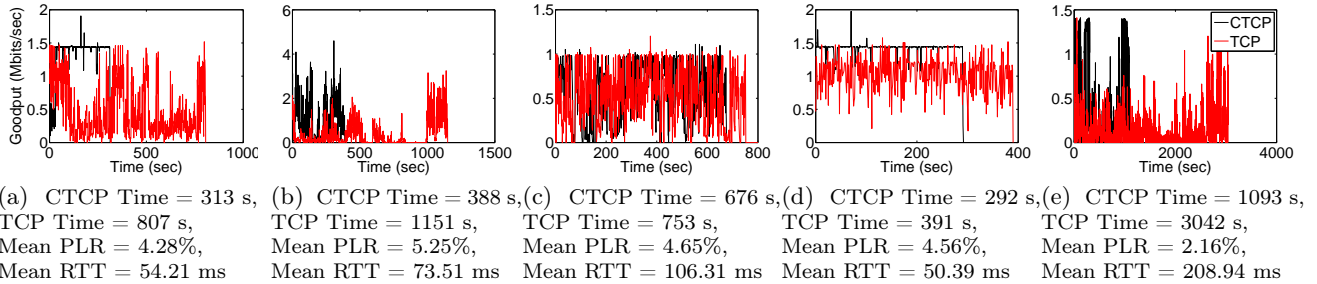 Goodput (Mbits/sec)
2
1.5
1
0.5
0
0 500 1000
Time (sec)
6
4
2
0
0 500 1000 1500
Time (sec)
1.5
1
0.5
0
0 200 400 600 800
Time (sec)
2
1.5
1
0.5
0
0 200 400
Time (sec)
1.5
1
0.5
0
0 1000 2000 3000 4000
Time (sec)
CTCP
TCP
(a) CTCP Time = 313 s,
TCP Time = 807 s,
Mean PLR = 4.28%,
Mean RTT = 54.21 ms
(b) CTCP Time = 388 s,
TCP Time = 1151 s,
Mean PLR = 5.25%,
Mean RTT = 73.51 ms
(c) CTCP Time = 676 s,
TCP Time = 753 s,
Mean PLR = 4.65%,
Mean RTT = 106.31 ms
(d) CTCP Time = 292 s,
TCP Time = 391 s,
Mean PLR = 4.56%,
Mean RTT = 50.39 ms
(e) CTCP Time = 1093 s,
TCP Time = 3042 s,
Mean PLR = 2.16%,
Mean RTT = 208.94 ms